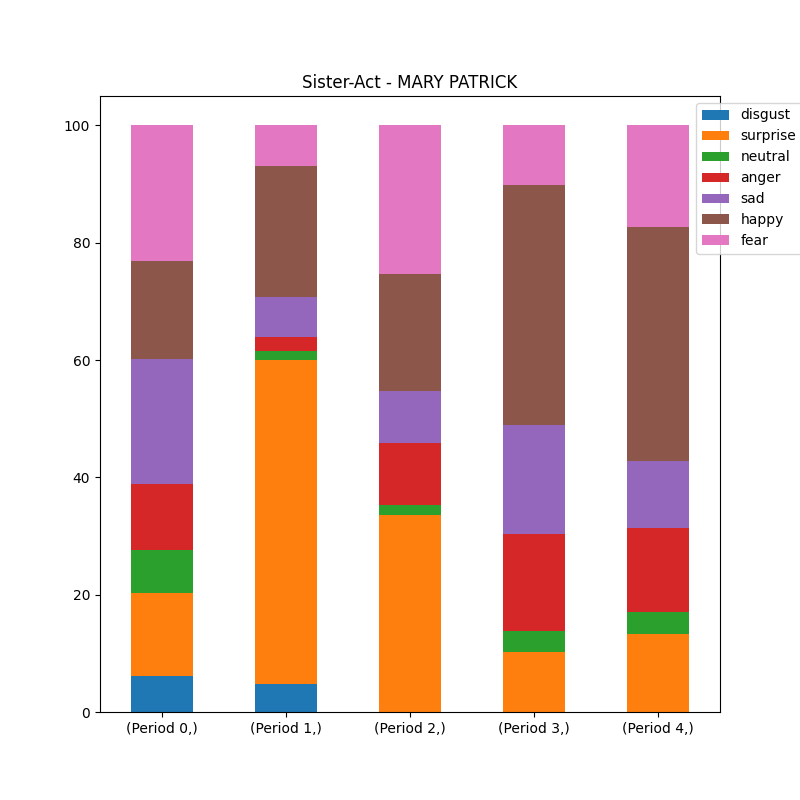 Sister-Act - MARY PATRICK
100
80
60
40
20
0
disgust
surprise
neutral
anger
sad
happy
fear
(Period 0,) (Period 1,) (Period 2,) (Period 3,) (Period 4,)